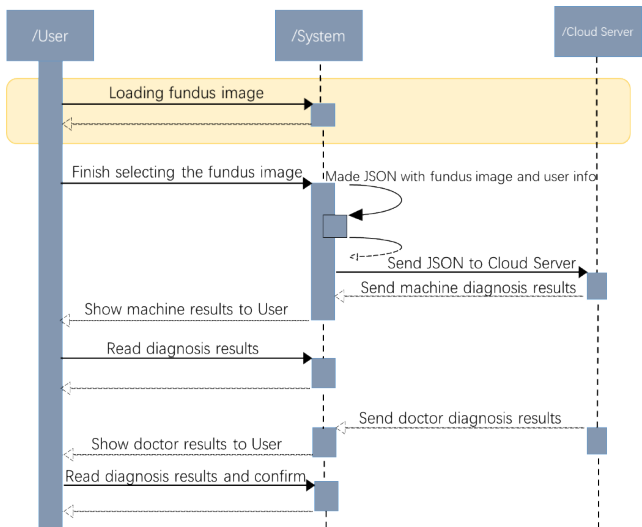 /User
/System
/Cloud Server
Loading fundus image
Finish selecting the fundus image
Made JSON with fundus image and user info
Send JSON to Cloud Server
Send machine diagnosis results
Show machine results to User
Read diagnosis results
Send doctor diagnosis results
Show doctor results to User
Read diagnosis results and confirm